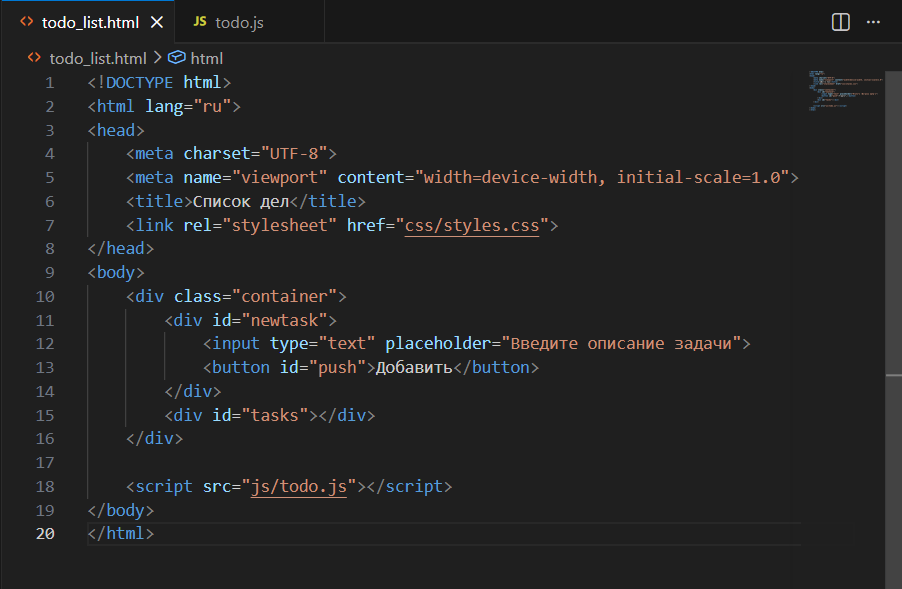 todo_list.html
JS todo.js
todo_list.html > html
1 <!DOCTYPE html>
2 <html lang="ru">
3 <head>
4     <meta charset="UTF-8">
5     <meta name="viewport" content="width=device-width, initial-scale=1.0">
6     <title>Список дел</title>
7     <link rel="stylesheet" href="css/styles.css">
8 </head>
9 <body>
10     <div class="container">
11         <div id="newtask">
12             <input type="text" placeholder="Введите описание задачи">
13             <button id="push">Добавить</button>
14         </div>
15         <div id="tasks"></div>
16     </div>
17
18     <script src="js/todo.js"></script>
19 </body>
20 </html>